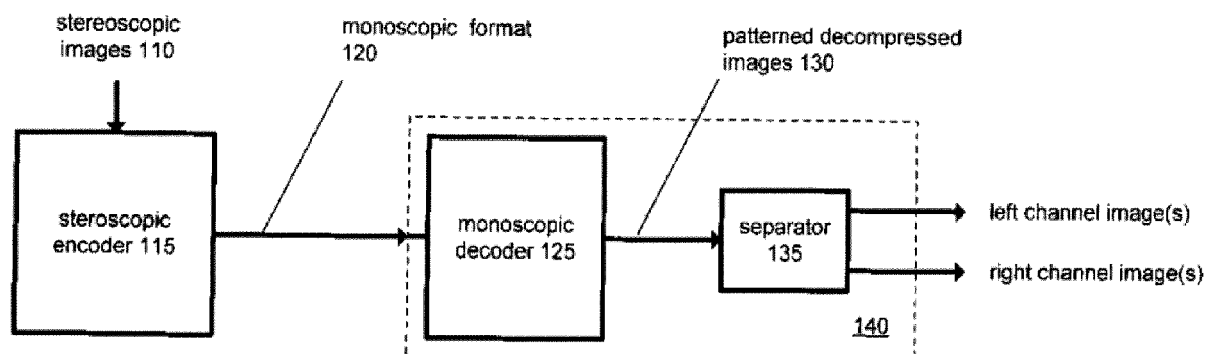 stereoscopic
images 110
monoscopic format
120
patterned decompressed
images 130
steroscopic
encoder 115
monoscopic
decoder 125
separator
135
left channel image(s)
right channel image(s)
140